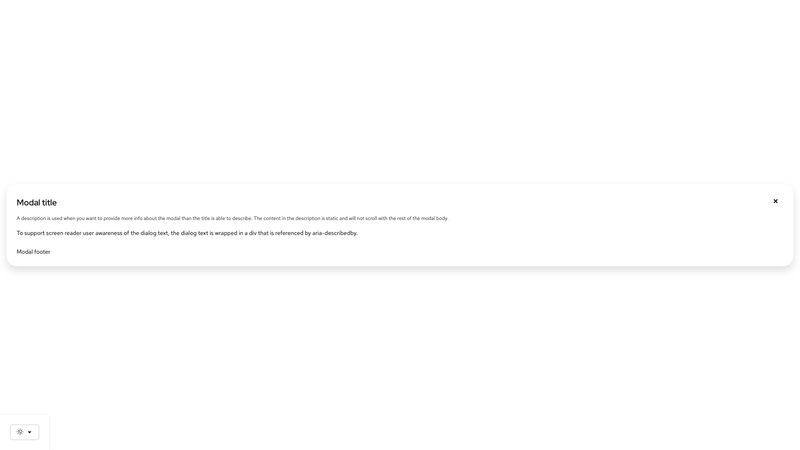 Modal title
A description is used when you want to provide more info about the modal than the title is able to describe. The content in the description is static and will not scroll with the rest of the modal body.
To support screen reader user awareness of the dialog text, the dialog text is wrapped in a div that is referenced by aria-describedby.
Modal footer